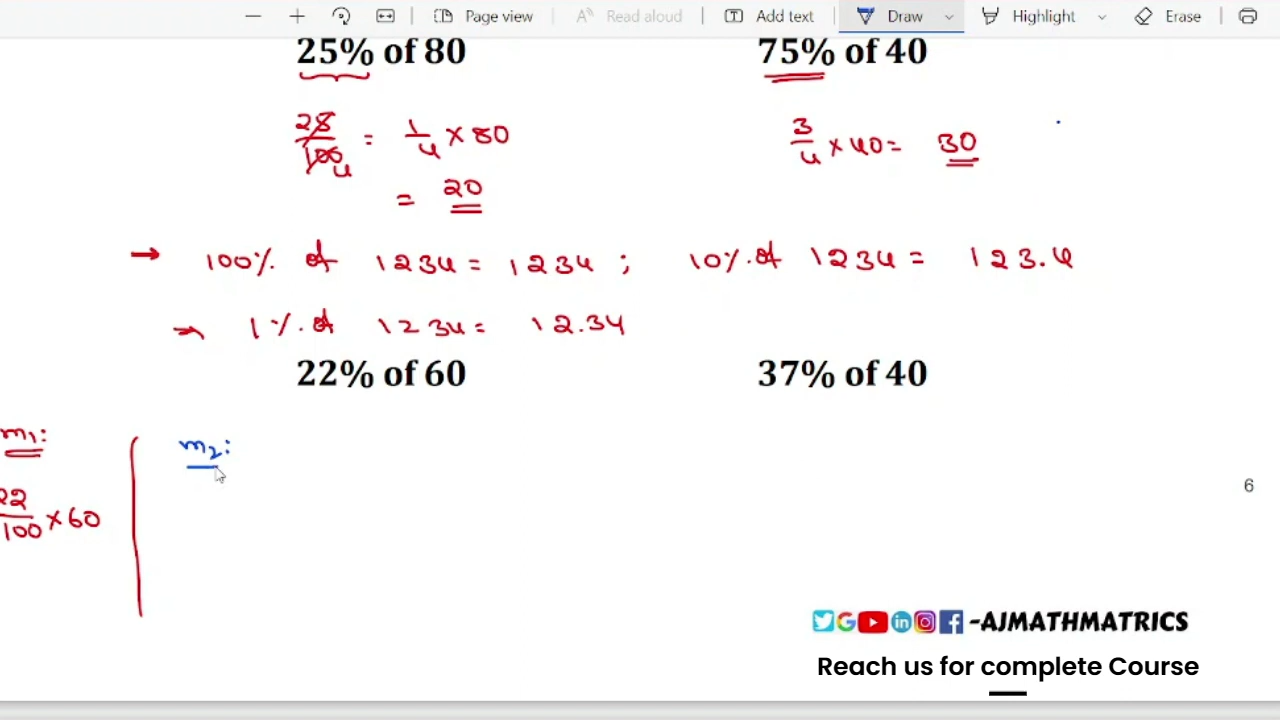 Page view Read aloud Add text Draw Highlight Erase
25% of 80
75% of 40
25/100 4 = 1/4 × 80
= 20
3/4 × 40 = 30
→ 100% of 1234 = 1234 ; 10% of 1234 = 123.4
→ 1% of 1234 = 12.34
22% of 60
37% of 40
m1:
22/100 × 60
m2:
6
-AJMATHMATRICS
Reach us for complete Course